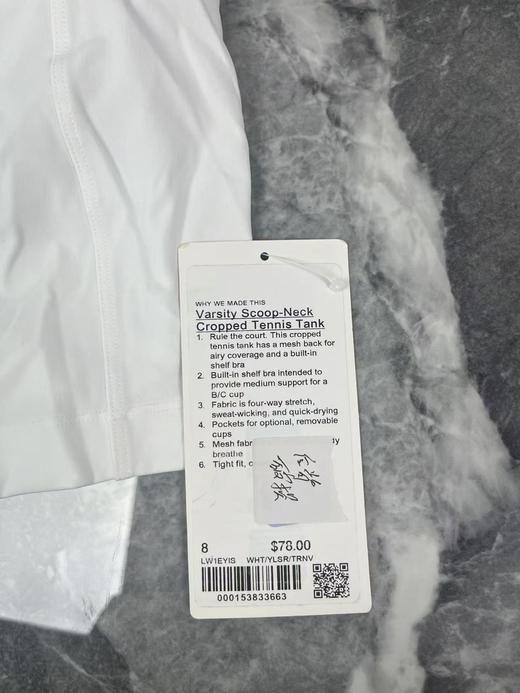 WHY WE MADE THIS
Varsity Scoop-Neck
Cropped Tennis Tank
1. Rule the court. This cropped
tennis tank has a mesh back for
airy coverage and a built-in
shelf bra
2. Built-in shelf bra intended to
provide medium support for a
B/C cup
3. Fabric is four-way stretch,
sweat-wicking, and quick-drying
4. Pockets for optional, removable
cups
5. Mesh
breathe
6. Tight fit,
8 $78.00
LW1EYIS WHT/YLSR/TRNV
000153833663